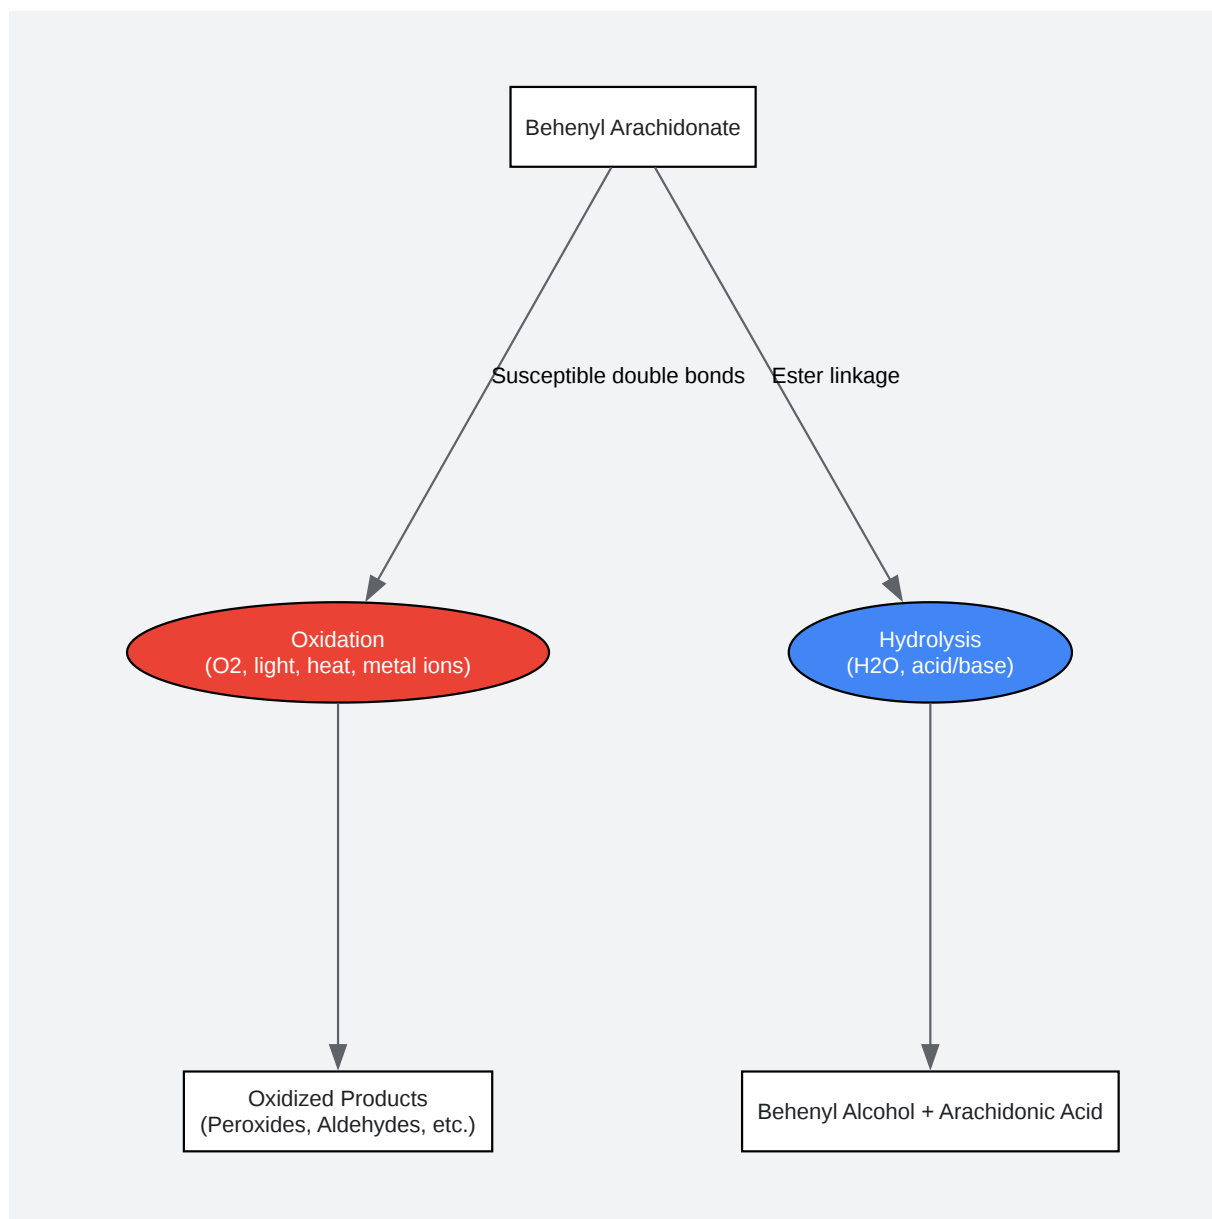 Behenyl Arachidonate
Susceptible double bonds
Ester linkage
Oxidation
(O2, light, heat, metal ions)
Hydrolysis
(H2O, acid/base)
Oxidized Products
(Peroxides, Aldehydes, etc.)
Behenyl Alcohol + Arachidonic Acid